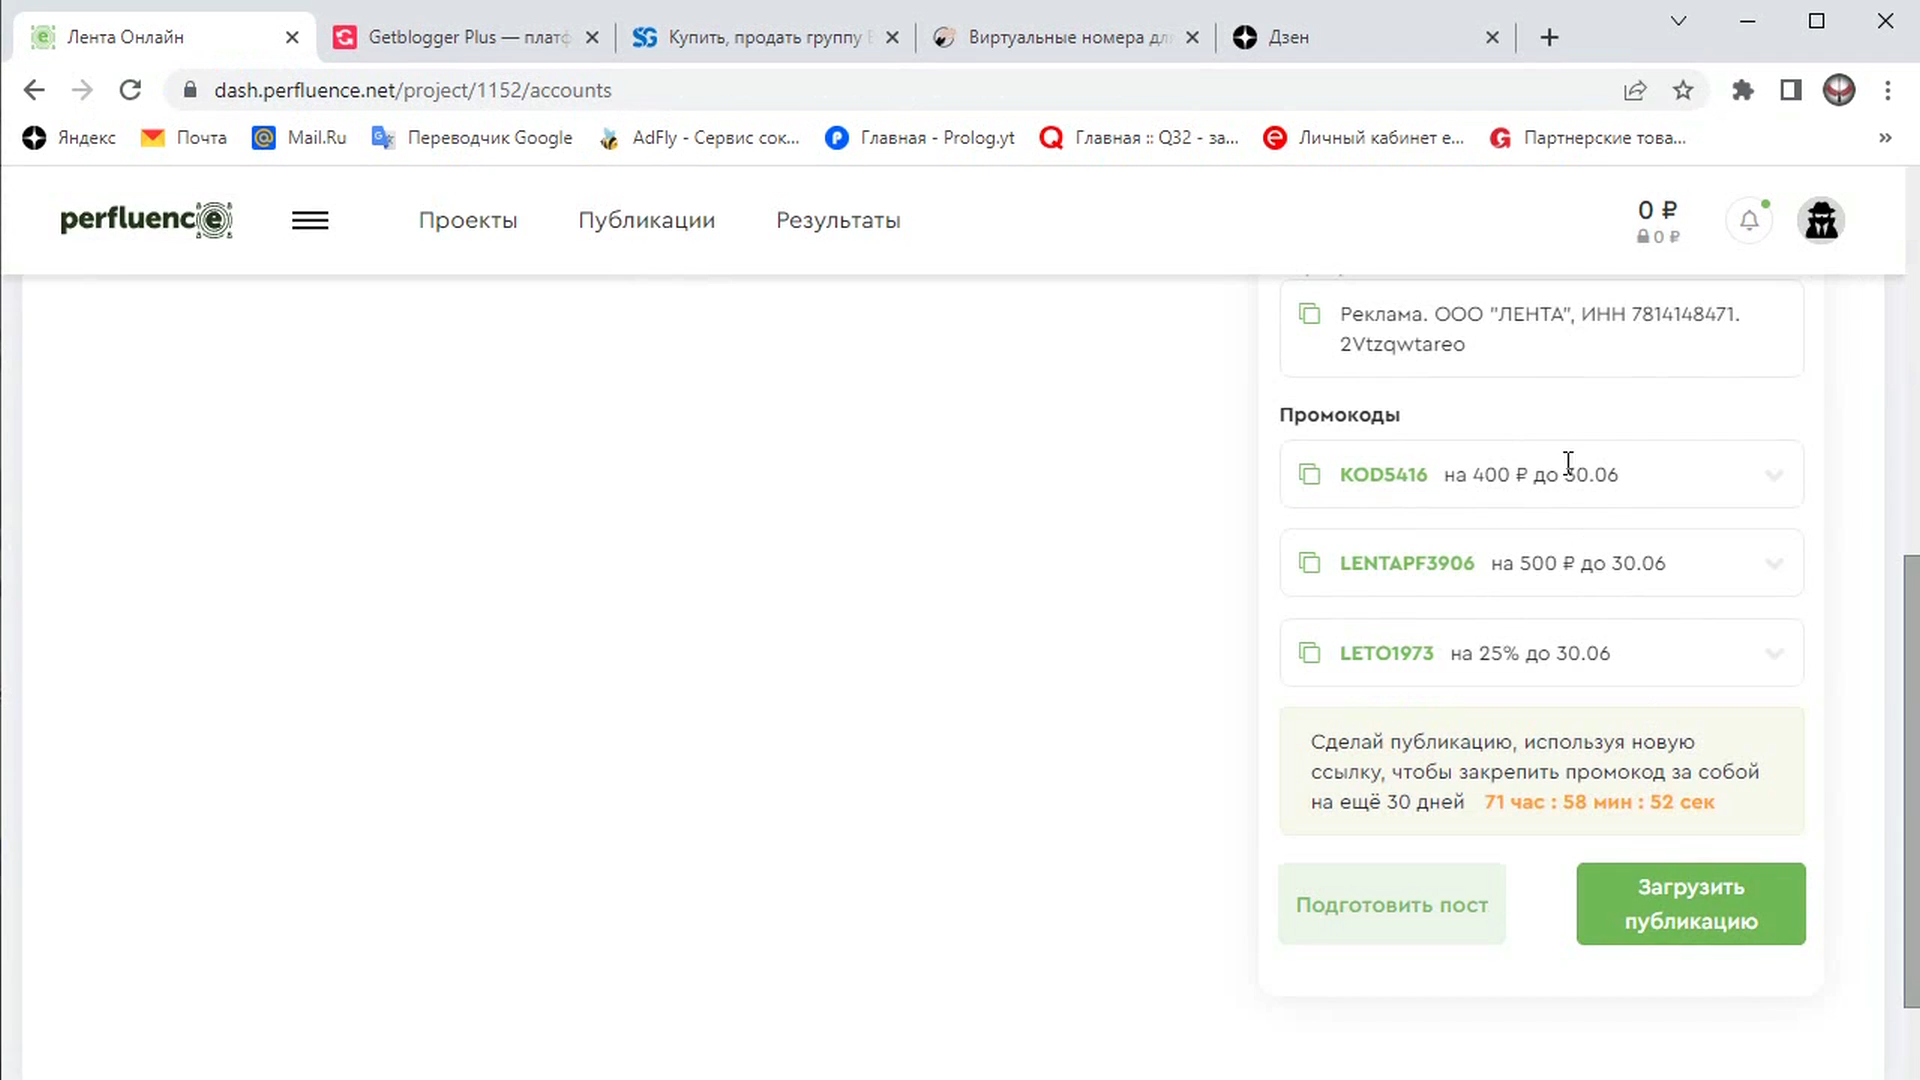 Лента Онлайн
Getblogger Plus — платф
Купить, продать группу
Виртуальные номера для
Дзен
dash.perfluence.net/project/1152/accounts
Яндекс
Почта
Mail.Ru
Переводчик Google
AdFly - Сервис сок...
Главная - Prolog.yt
Главная :: Q32 - за...
Личный кабинет е...
Партнерские това...
»
perfluence
Проекты
Публикации
Результаты
0 ₽
0 ₽
Реклама. ООО "ЛЕНТА", ИНН 7814148471.
2Vtzqwtareo
Промокоды
KOD5416 на 400 ₽ до 30.06
LENTAPF3906 на 500 ₽ до 30.06
LETO1973 на 25% до 30.06
Сделай публикацию, используя новую
ссылку, чтобы закрепить промокод за собой
на ещё 30 дней 71 час : 58 мин : 52 сек
Подготовить пост
Загрузить
публикацию